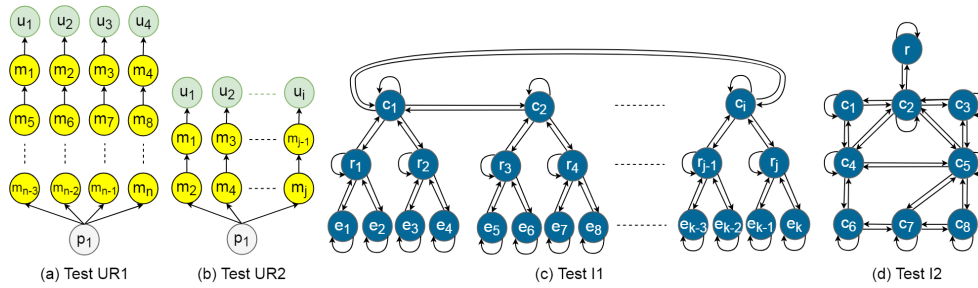 u1 u2 u3 u4
m1 m2 m3 m4
m5 m6 m7 m8
mn-3 mn-2 mn-1 mn
p1
(a) Test UR1
u1 u2 ui
m1 m3 mj-1
m2 m4 mj
p1
(b) Test UR2
c1 c2 ci
r1 r2 r3 r4 rj-1 rj
e1 e2 e3 e4 e5 e6 e7 e8 ek-3 ek-2 ek-1 ek
(c) Test I1
r
c1 c2 c3
c4 c5
c6 c7 c8
(d) Test I2